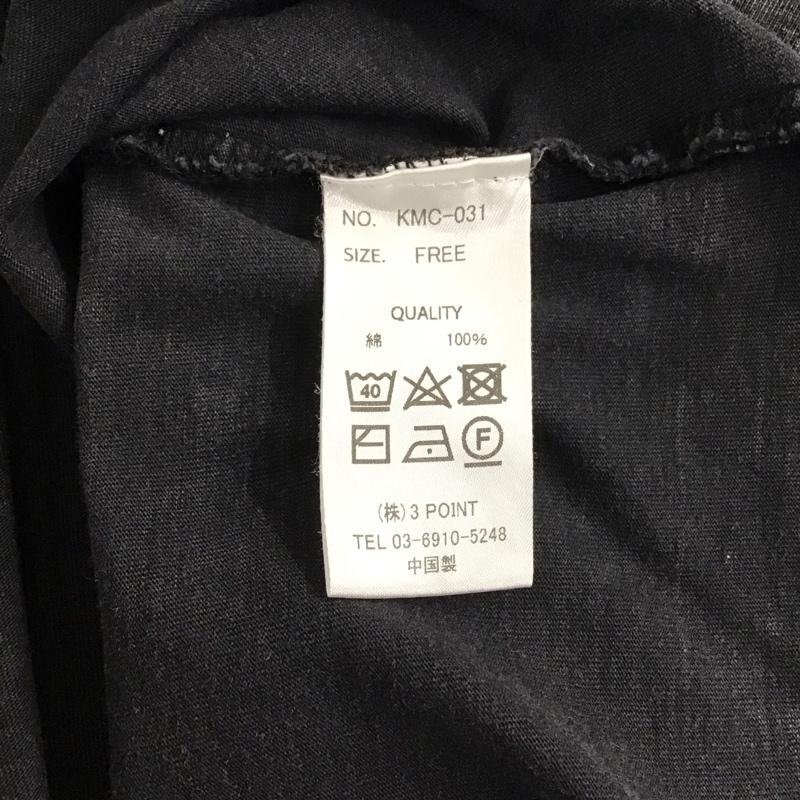 NO. KMC-031
SIZE. FREE
QUALITY
綿 100%
40
F
(株)3 POINT
TEL 03-6910-5248
中国製